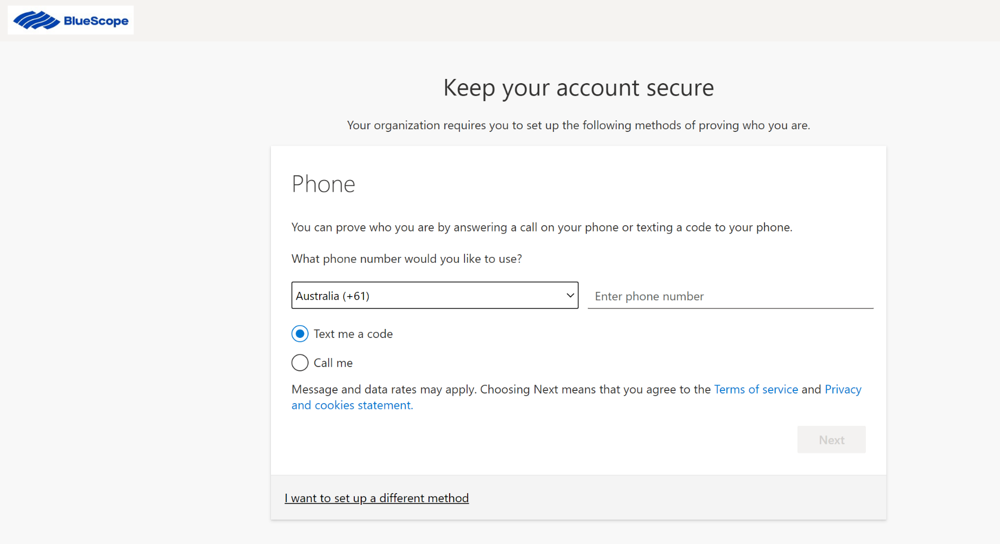 BlueScope
Keep your account secure
Your organization requires you to set up the following methods of proving who you are.
Phone
You can prove who you are by answering a call on your phone or texting a code to your phone.
What phone number would you like to use?
Australia (+61)
Enter phone number
Text me a code
Call me
Message and data rates may apply. Choosing Next means that you agree to the Terms of service and Privacy
and cookies statement.
Next
I want to set up a different method